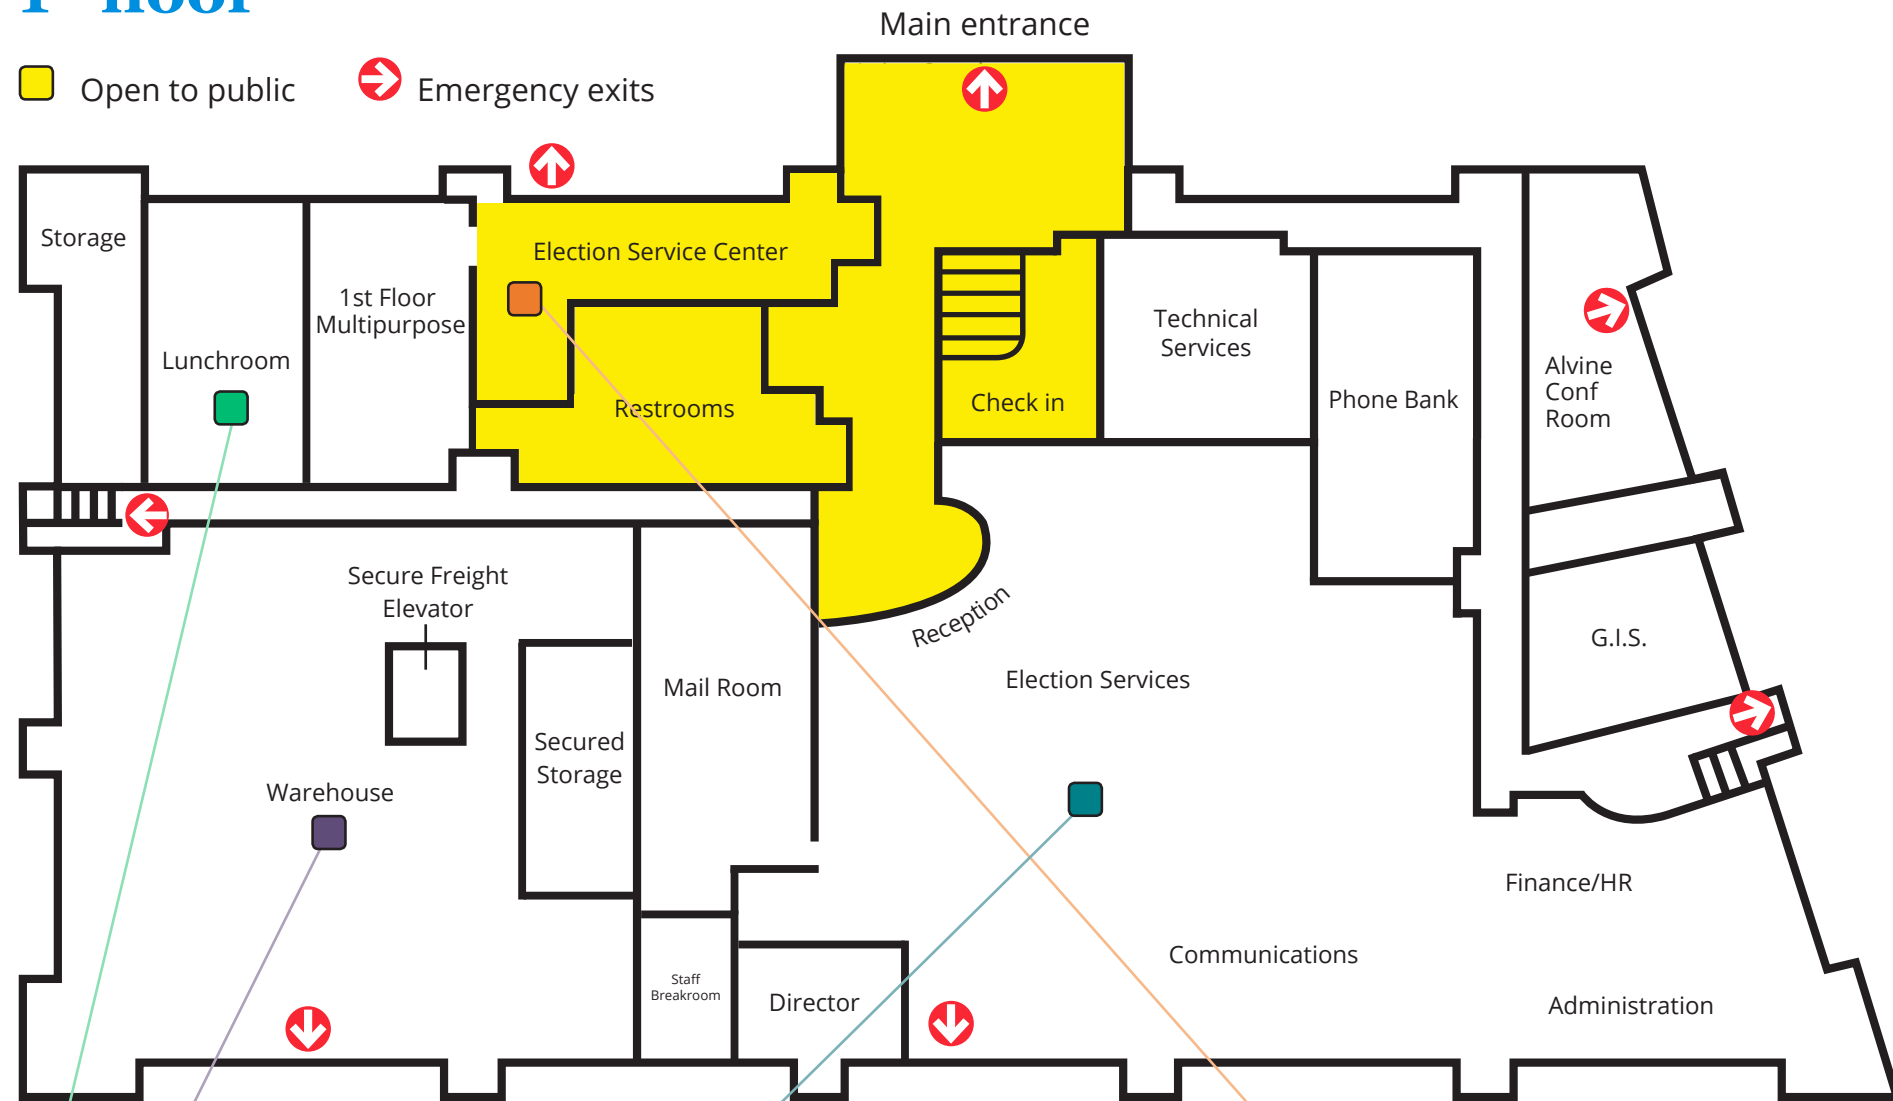 1 floor
Main entrance
Open to public
Emergency exits
Storage
Election Service Center
1st Floor
Multipurpose
Lunchroom
Restrooms
Check in
Technical
Services
Phone Bank
Alvine
Conf
Room
Secure Freight
Elevator
Reception
G.I.S.
Mail Room
Election Services
Secured
Storage
Warehouse
Finance/HR
Communications
Staff
Breakroom
Director
Administration